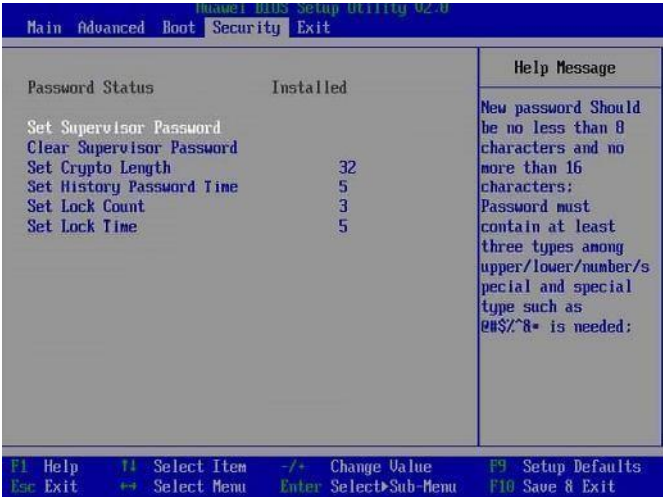 Huawei BIOS Setup Utility V2.0
Main Advanced Boot Security Exit
Password Status Installed
Set Supervisor Password
Clear Supervisor Password
Set Crypto Length 32
Set History Password Time 5
Set Lock Count 3
Set Lock Time 5
Help Message
New password Should
be no less than 8
characters and no
more than 16
characters;
Password must
contain at least
three types among
upper/lower/number/s
pecial and special
type such as
@#$%^&* is needed;
F1 Help ↑↓ Select Item -/+ Change Value F9 Setup Defaults
Esc Exit ↔ Select Menu Enter Select▶Sub-Menu F10 Save & Exit